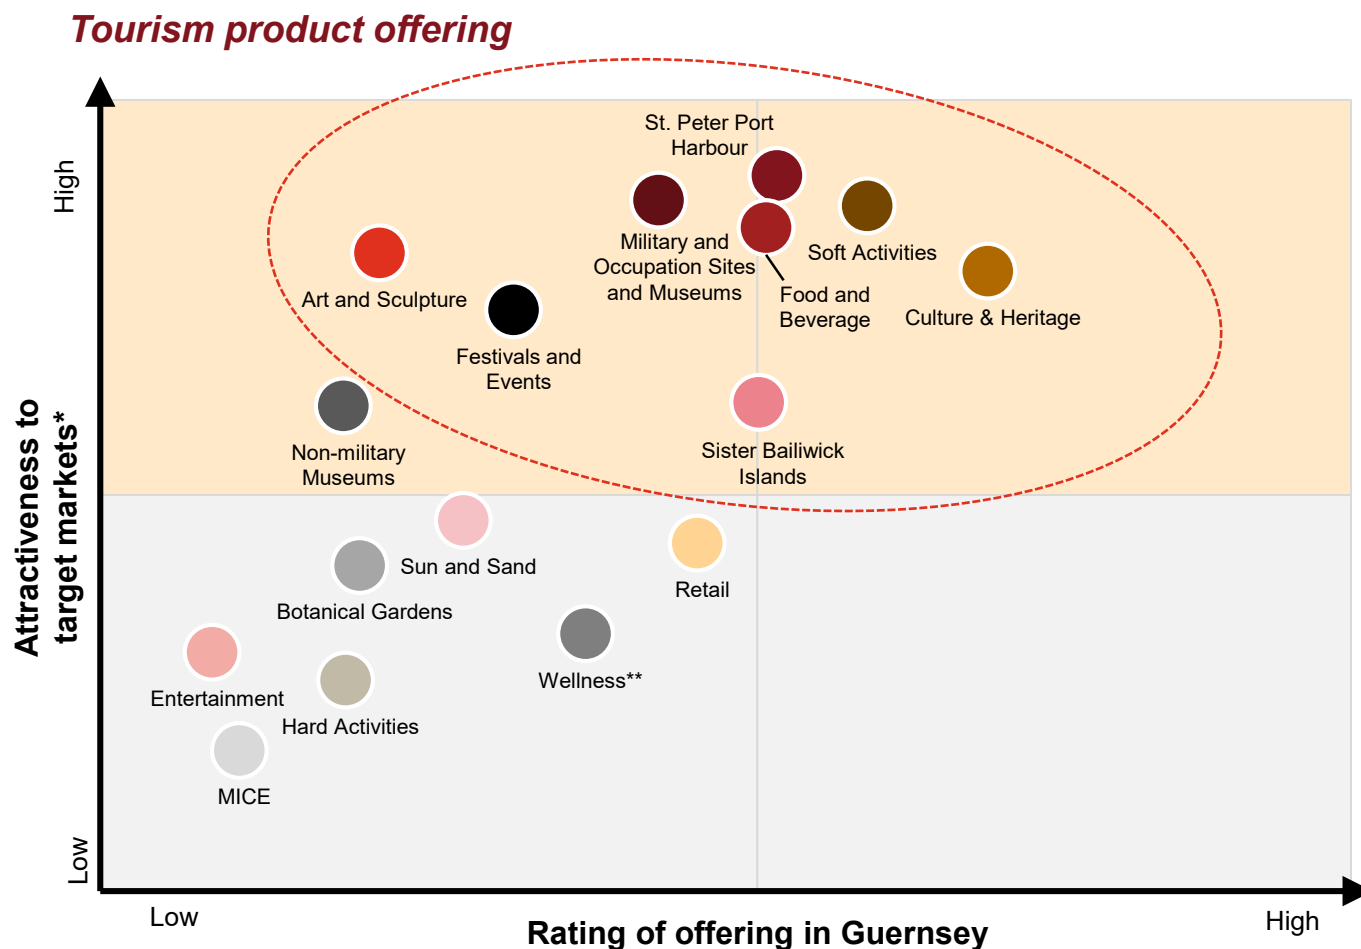 Tourism product offering
High
St. Peter Port
Harbour
Military and
Occupation Sites
and Museums
Soft Activities
Food and
Beverage
Culture & Heritage
Art and Sculpture
Festivals and
Events
Non-military
Museums
Sister Bailiwick
Islands
Attractiveness to
target markets*
Sun and Sand
Retail
Botanical Gardens
Wellness**
Entertainment
Hard Activities
MICE
Low
Low
Rating of offering in Guernsey
High